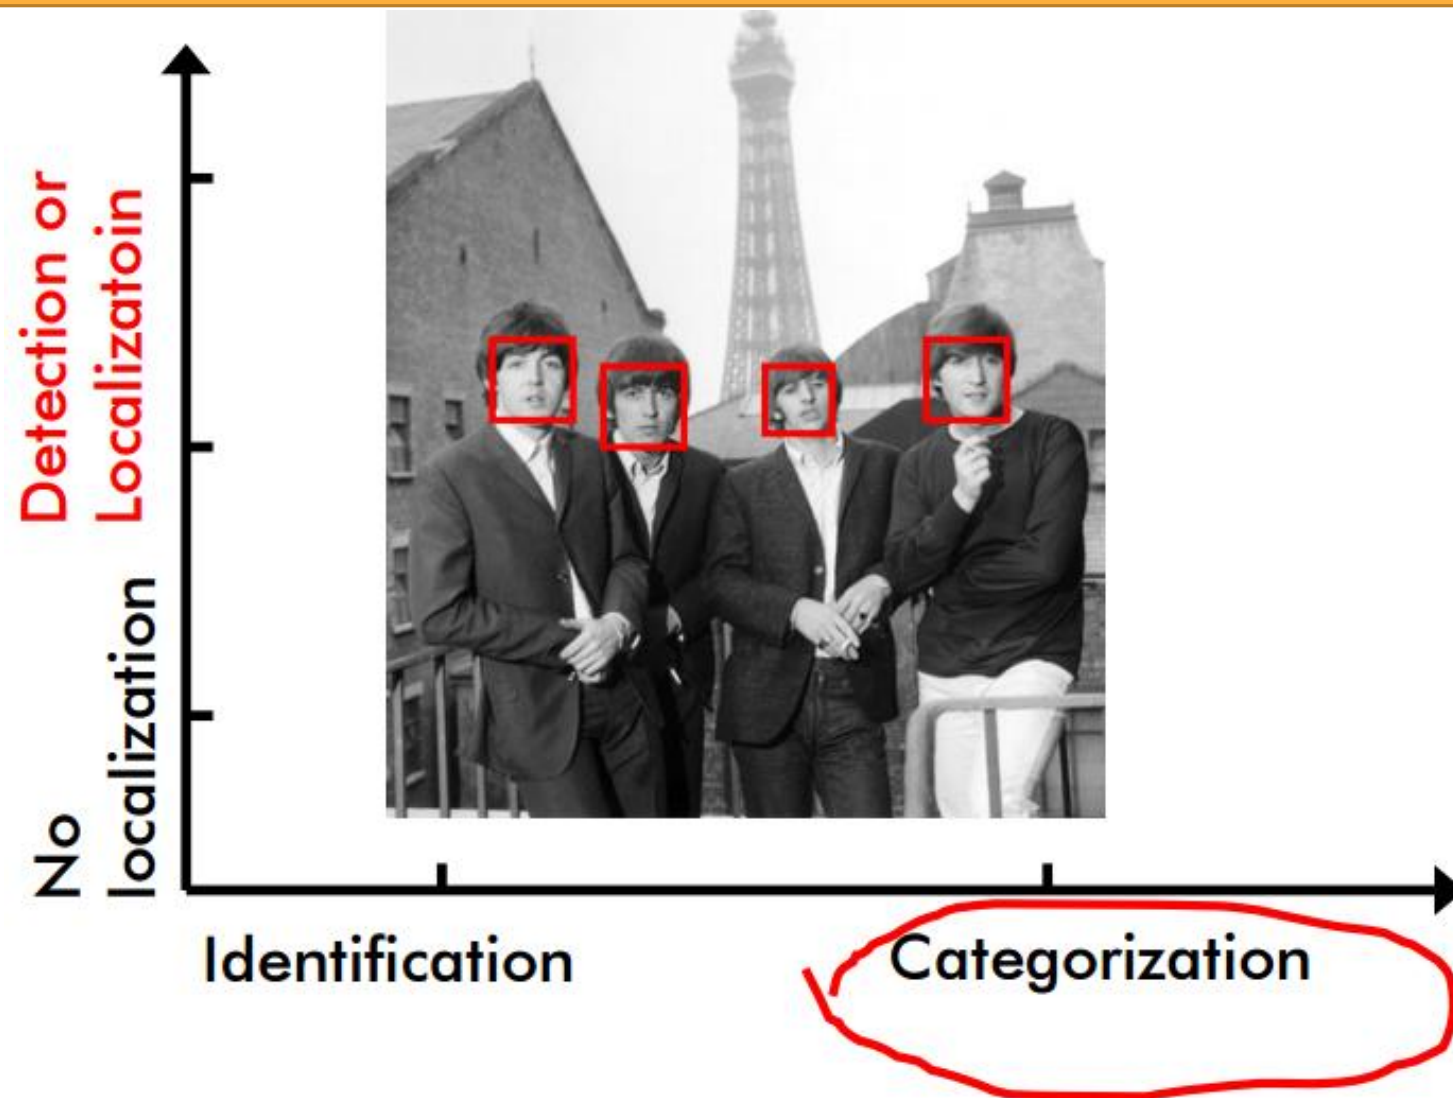 Detection or
Localizatoin
No
localization
Identification
Categorization